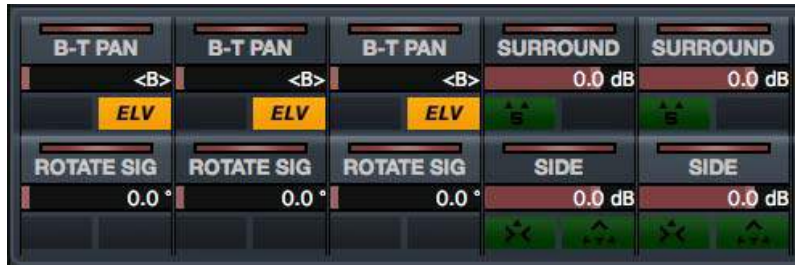 B-T PAN B-T PAN B-T PAN SURROUND SURROUND
<B> <B> <B> 0.0 dB 0.0 dB
ELV ELV ELV S S
ROTATE SIG ROTATE SIG ROTATE SIG SIDE SIDE
0.0 ° 0.0 ° 0.0 ° 0.0 dB 0.0 dB